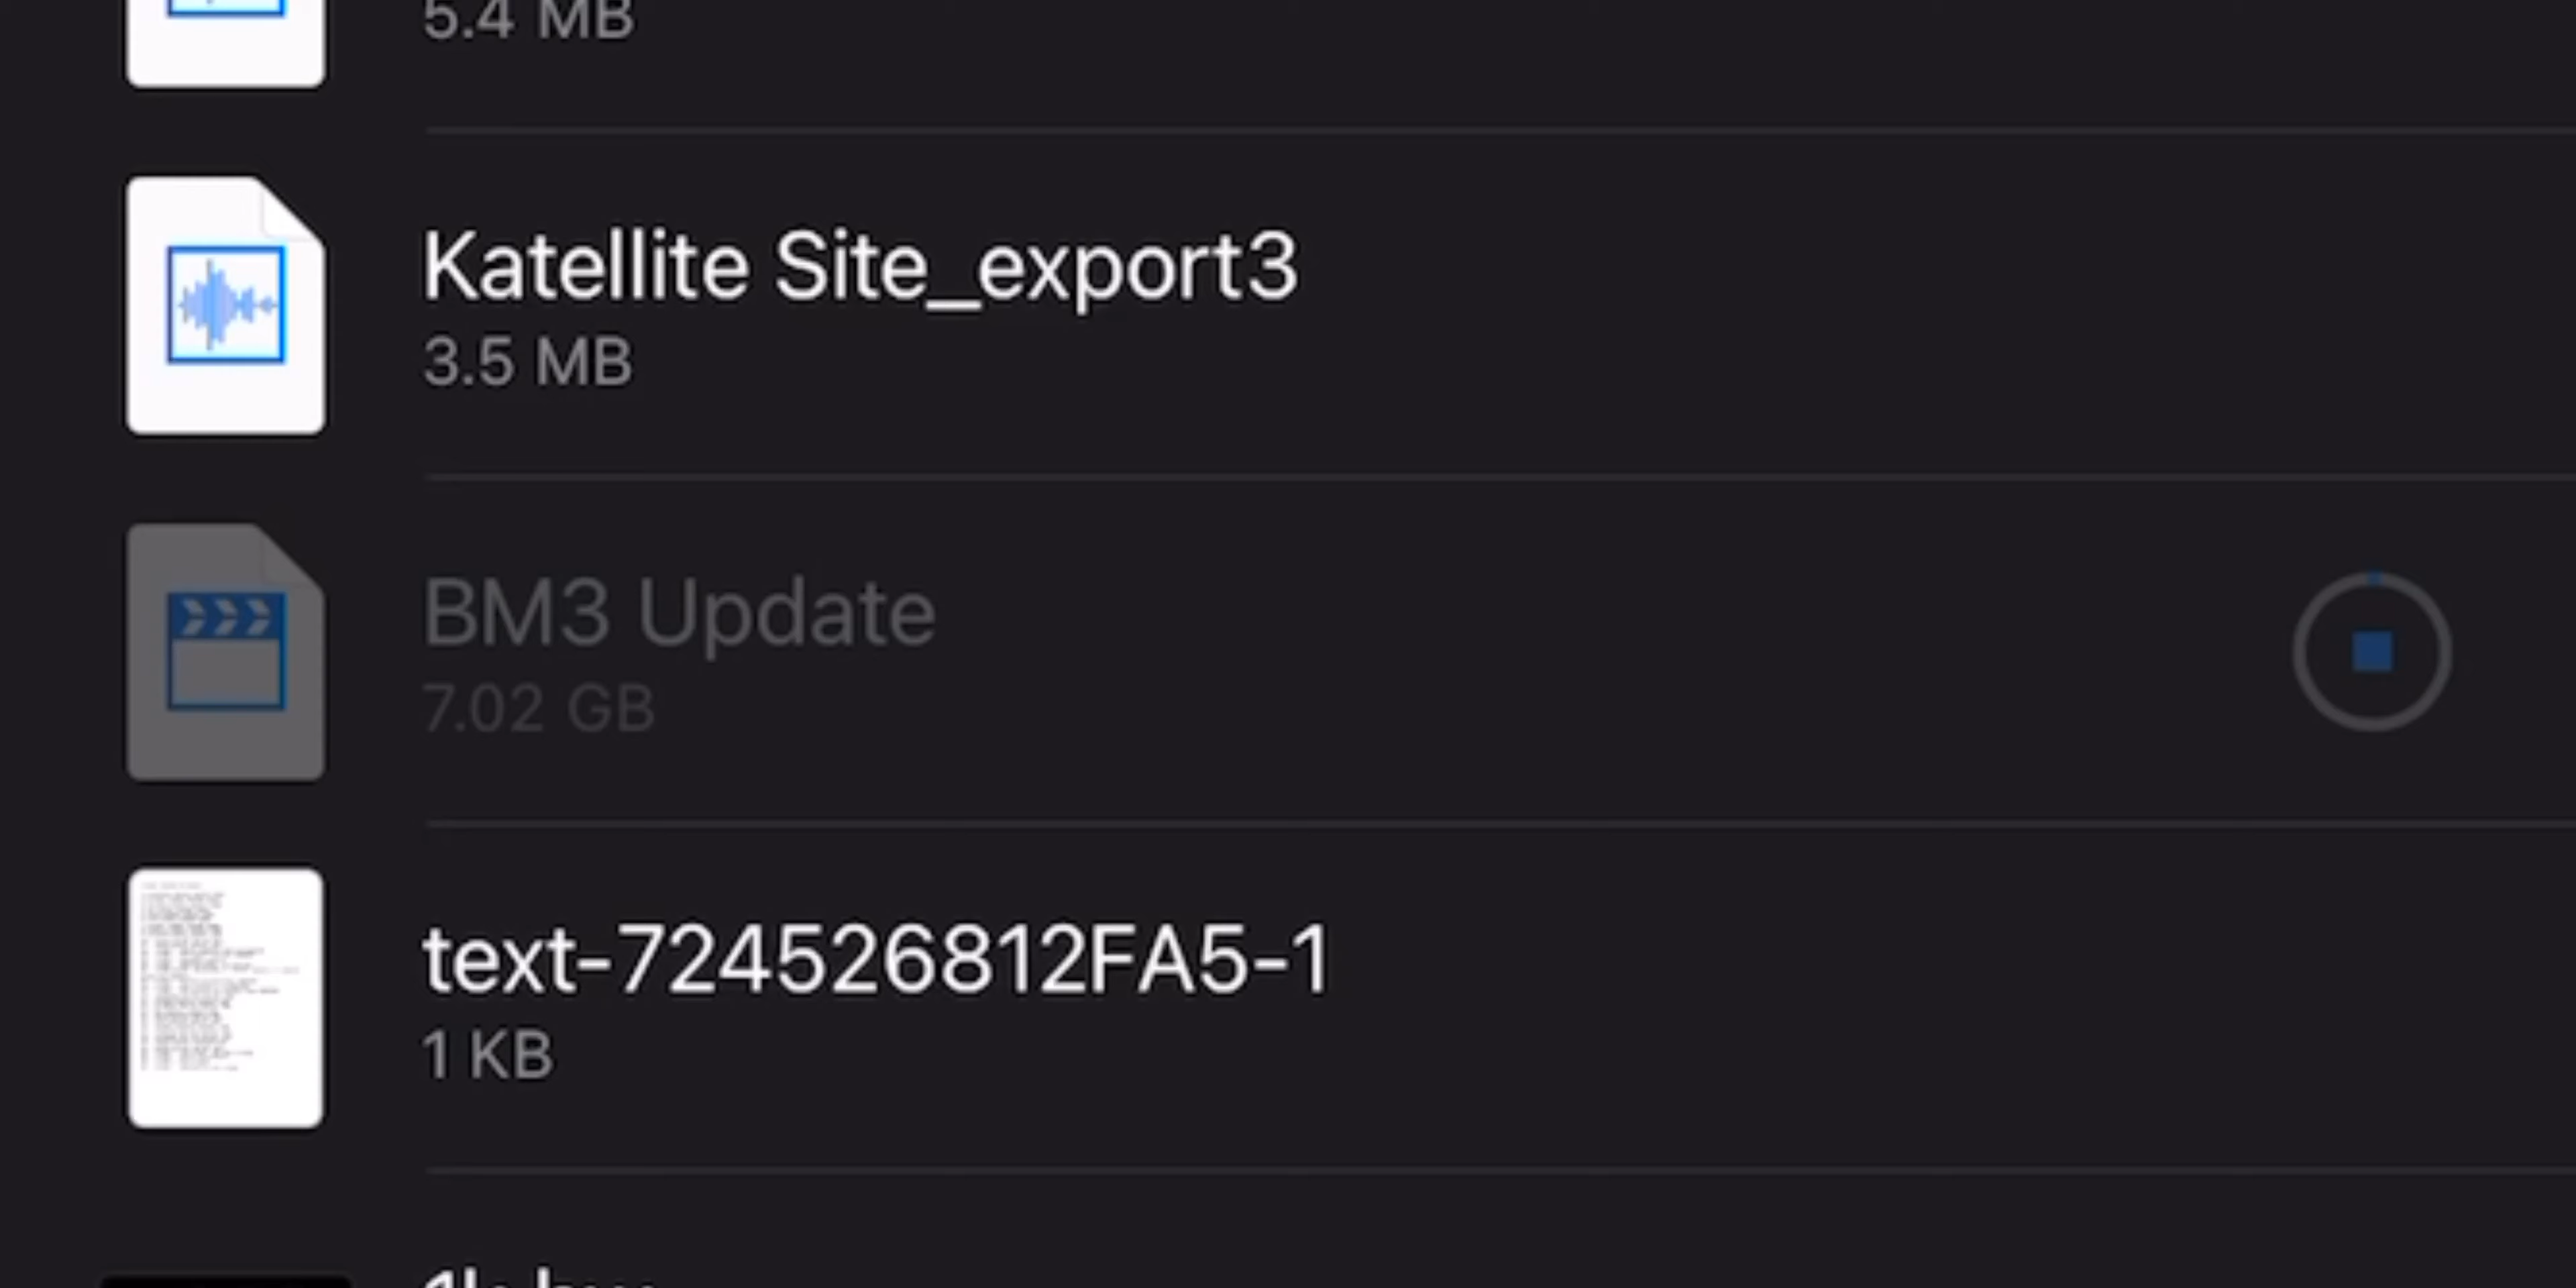 5.4 MB
Katellite Site_export3
3.5 MB
BM3 Update
7.02 GB
text-724526812FA5-1
1 KB